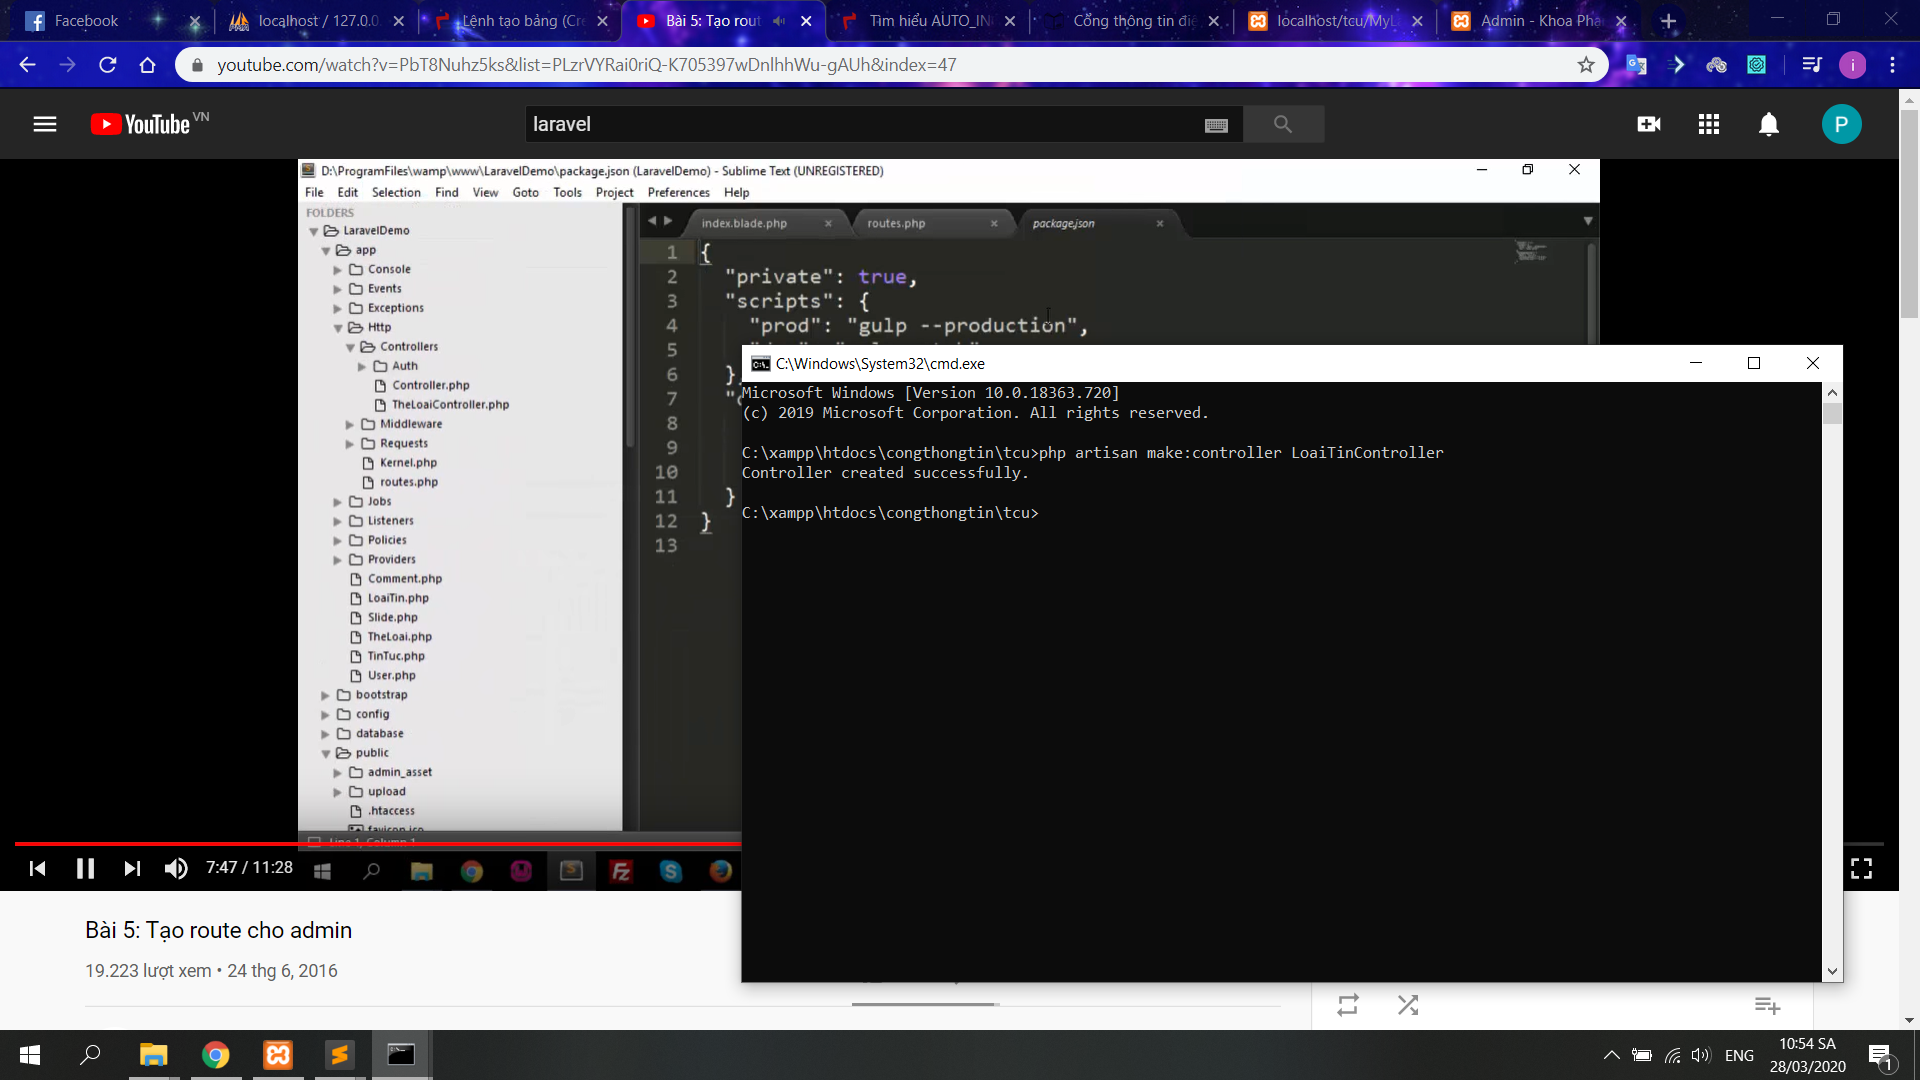 Facebook
localhost / 127.0.0.
Lệnh tạo bảng (Cre
Bài 5: Tạo rout
Tìm hiểu AUTO_IN
Cổng thông tin điệ
localhost/tcu/MyL
Admin - Khoa Phá
youtube.com/watch?v=PbT8Nuhz5ks&list=PLzrVYRai0riQ-K705397wDnlhhWu-gAUh&index=47
i
YouTube VN
laravel
P
D:\ProgramFiles\wamp\www\LaravelDemo\package.json (LaravelDemo) - Sublime Text (UNREGISTERED)
File Edit Selection Find View Goto Tools Project Preferences Help
FOLDERS
LaravelDemo
app
Console
Events
Exceptions
Http
Controllers
Auth
Controller.php
TheLoaiController.php
Middleware
Requests
Kernel.php
routes.php
Jobs
Listeners
Policies
Providers
Comment.php
LoaiTin.php
Slide.php
TheLoai.php
TinTuc.php
User.php
bootstrap
config
database
public
admin_asset
upload
.htaccess
favicon.ico
Line 1, Column 1
index.blade.php
routes.php
package.json
1 {
2 "private": true,
3 "scripts": {
4 "prod": "gulp --production",
5
6 }
7
8
9
10
11 }
12 }
13
C:\Windows\System32\cmd.exe
Microsoft Windows [Version 10.0.18363.720]
(c) 2019 Microsoft Corporation. All rights reserved.
C:\xampp\htdocs\congthongtin\tcu>php artisan make:controller LoaiTinController
Controller created successfully.
C:\xampp\htdocs\congthongtin\tcu>
7:47 / 11:28
Bài 5: Tạo route cho admin
19.223 lượt xem • 24 thg 6, 2016
ENG
10:54 SA
28/03/2020
1